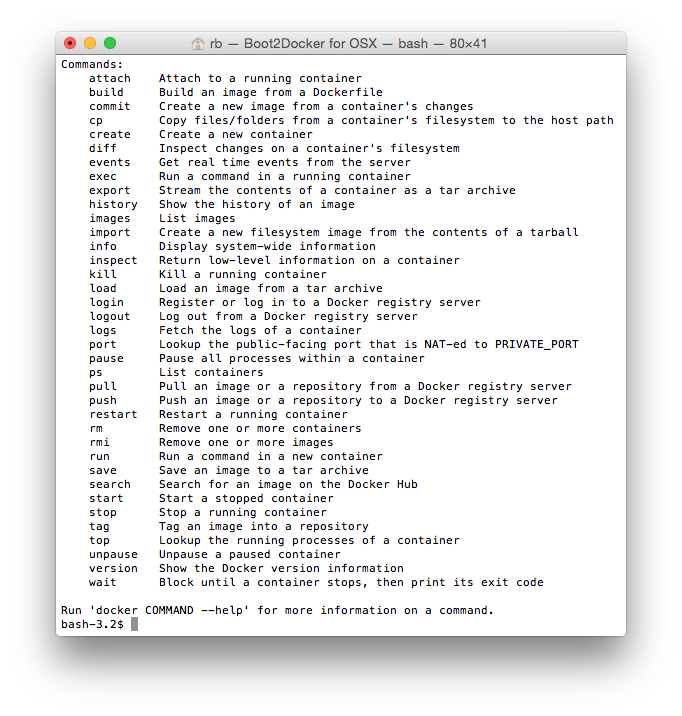 rb — Boot2Docker for OSX — bash — 80×41
Commands:
    attach    Attach to a running container
    build     Build an image from a Dockerfile
    commit    Create a new image from a container's changes
    cp        Copy files/folders from a container's filesystem to the host path
    create    Create a new container
    diff      Inspect changes on a container's filesystem
    events    Get real time events from the server
    exec      Run a command in a running container
    export    Stream the contents of a container as a tar archive
    history   Show the history of an image
    images    List images
    import    Create a new filesystem image from the contents of a tarball
    info      Display system-wide information
    inspect   Return low-level information on a container
    kill      Kill a running container
    load      Load an image from a tar archive
    login     Register or log in to a Docker registry server
    logout    Log out from a Docker registry server
    logs      Fetch the logs of a container
    port      Lookup the public-facing port that is NAT-ed to PRIVATE_PORT
    pause     Pause all processes within a container
    ps        List containers
    pull      Pull an image or a repository from a Docker registry server
    push      Push an image or a repository to a Docker registry server
    restart   Restart a running container
    rm        Remove one or more containers
    rmi       Remove one or more images
    run       Run a command in a new container
    save      Save an image to a tar archive
    search    Search for an image on the Docker Hub
    start     Start a stopped container
    stop      Stop a running container
    tag       Tag an image into a repository
    top       Lookup the running processes of a container
    unpause   Unpause a paused container
    version   Show the Docker version information
    wait      Block until a container stops, then print its exit code

Run 'docker COMMAND --help' for more information on a command.
bash-3.2$